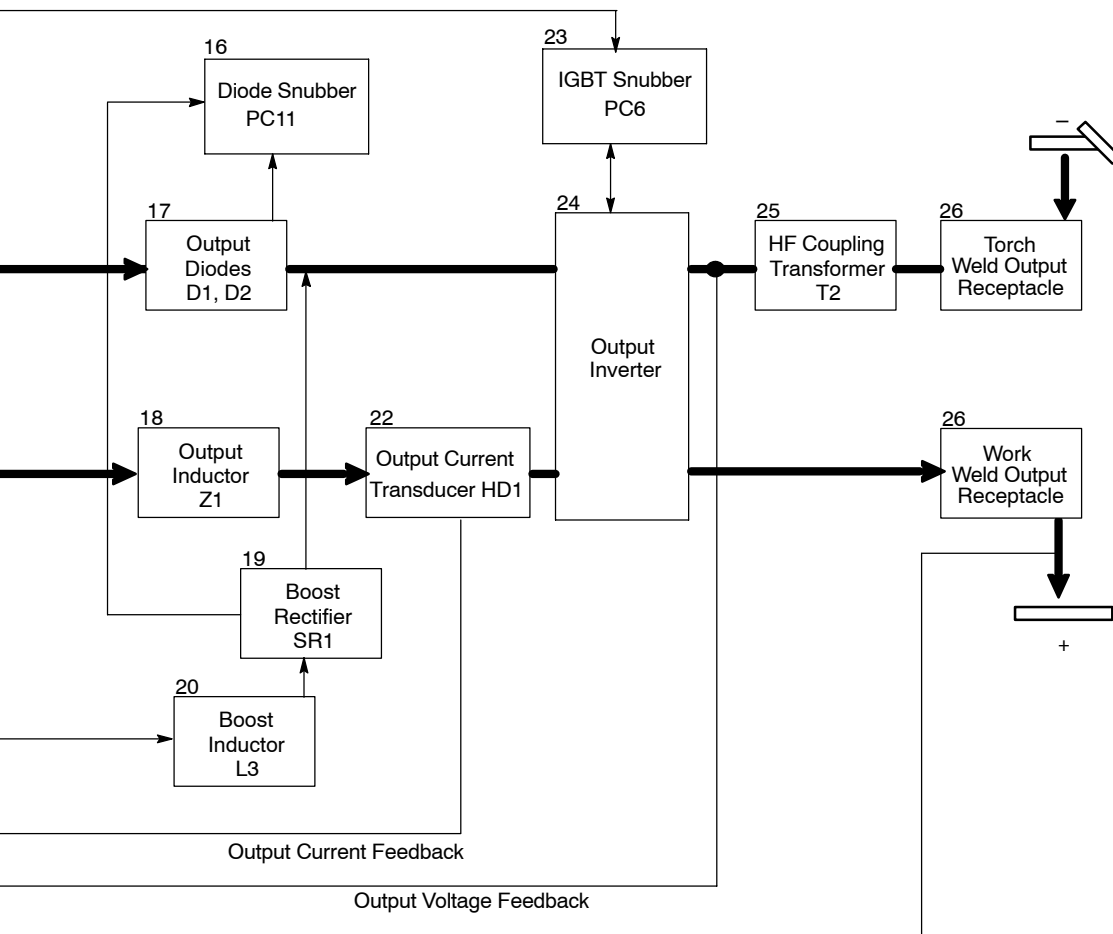 16
Diode Snubber
PC11
23
IGBT Snubber
PC6
–
17
Output
Diodes
D1, D2
24
Output
Inverter
25
HF Coupling
Transformer
T2
26
Torch
Weld Output
Receptacle
18
Output
Inductor
Z1
22
Output Current
Transducer HD1
26
Work
Weld Output
Receptacle
19
Boost
Rectifier
SR1
+
20
Boost
Inductor
L3
Output Current Feedback
Output Voltage Feedback